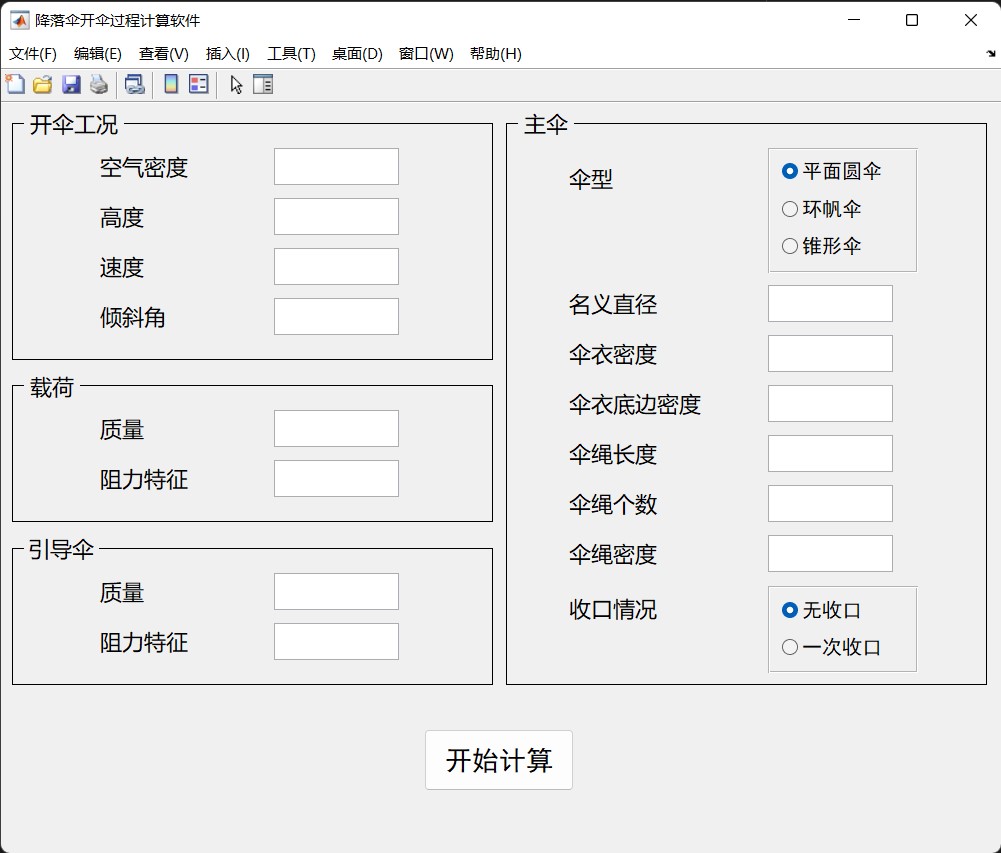 降落伞开伞过程计算软件
文件(F) 编辑(E) 查看(V) 插入(I) 工具(T) 桌面(D) 窗口(W) 帮助(H)
开伞工况
空气密度
高度
速度
倾斜角
载荷
质量
阻力特征
引导伞
质量
阻力特征
主伞
伞型
平面圆伞
环帆伞
锥形伞
名义直径
伞衣密度
伞衣底边密度
伞绳长度
伞绳个数
伞绳密度
收口情况
无收口
一次收口
开始计算